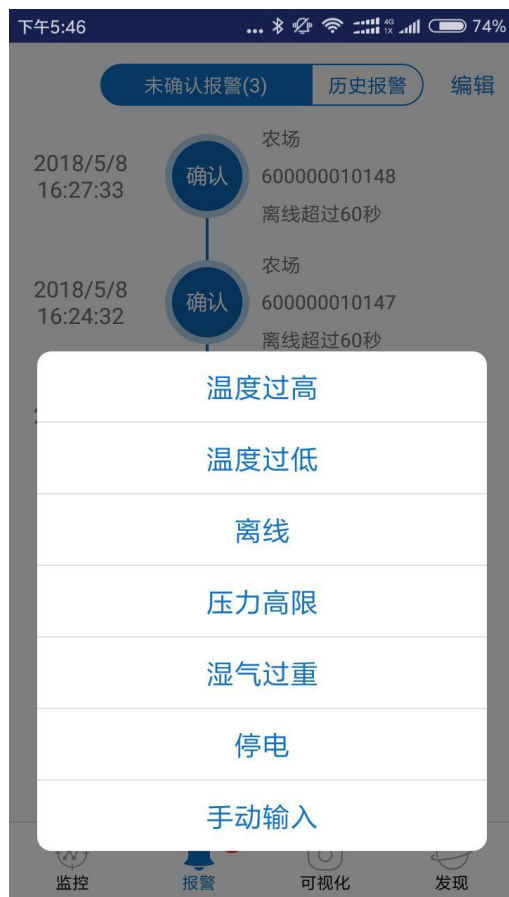 下午5:46 ... 4G 1X 74%
未确认报警(3) 历史报警 编辑
农场
2018/5/8
16:27:33
确认
600000010148
离线超过60秒
农场
2018/5/8
16:24:32
确认
600000010147
离线超过60秒
温度过高
温度过低
离线
压力高限
湿气过重
停电
手动输入
监控 报警 可视化 发现